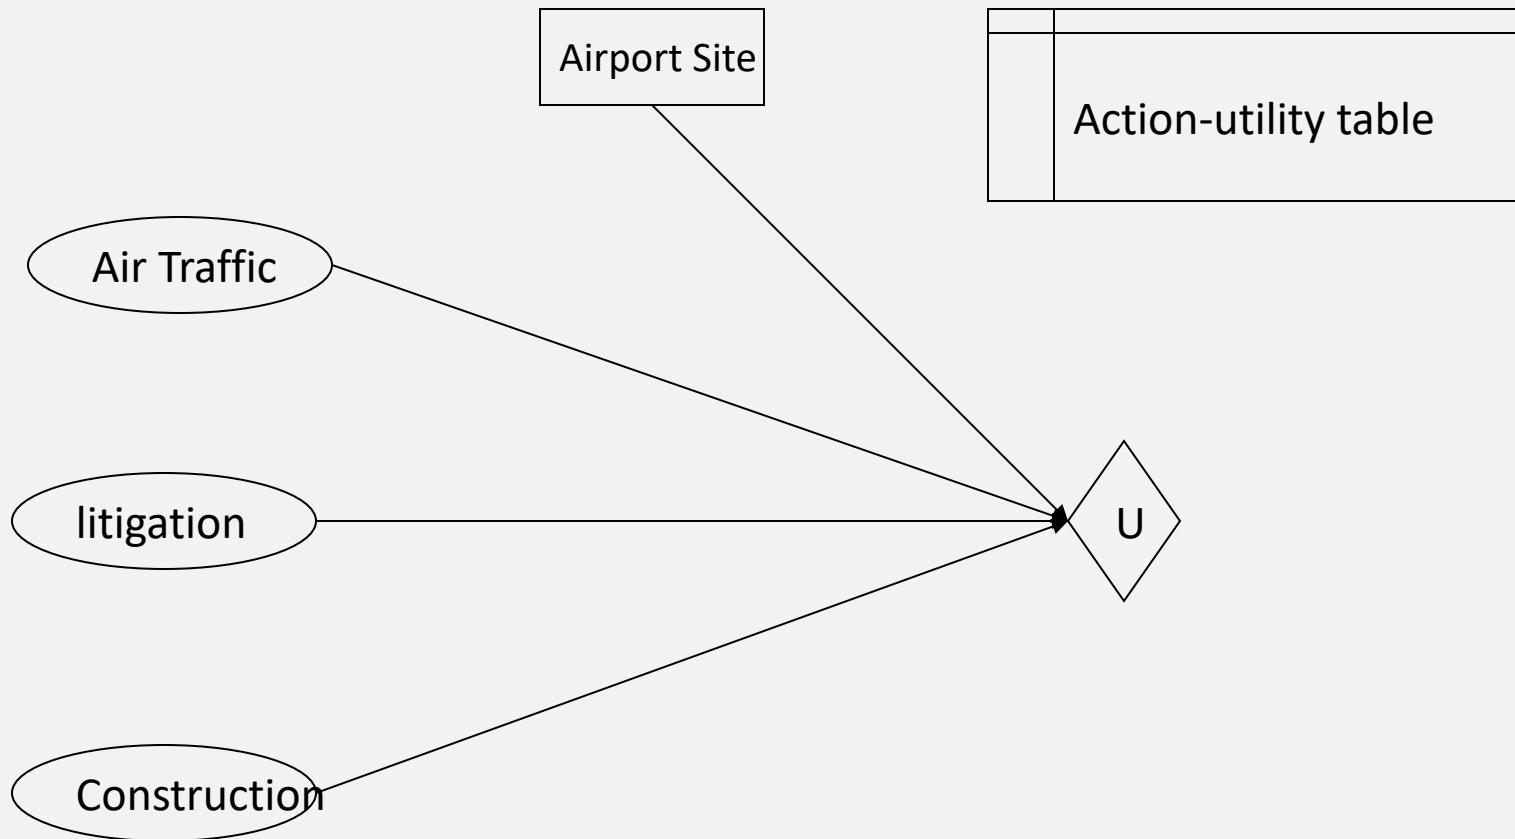 Airport Site
Action-utility table
Air Traffic
litigation
U
Construction